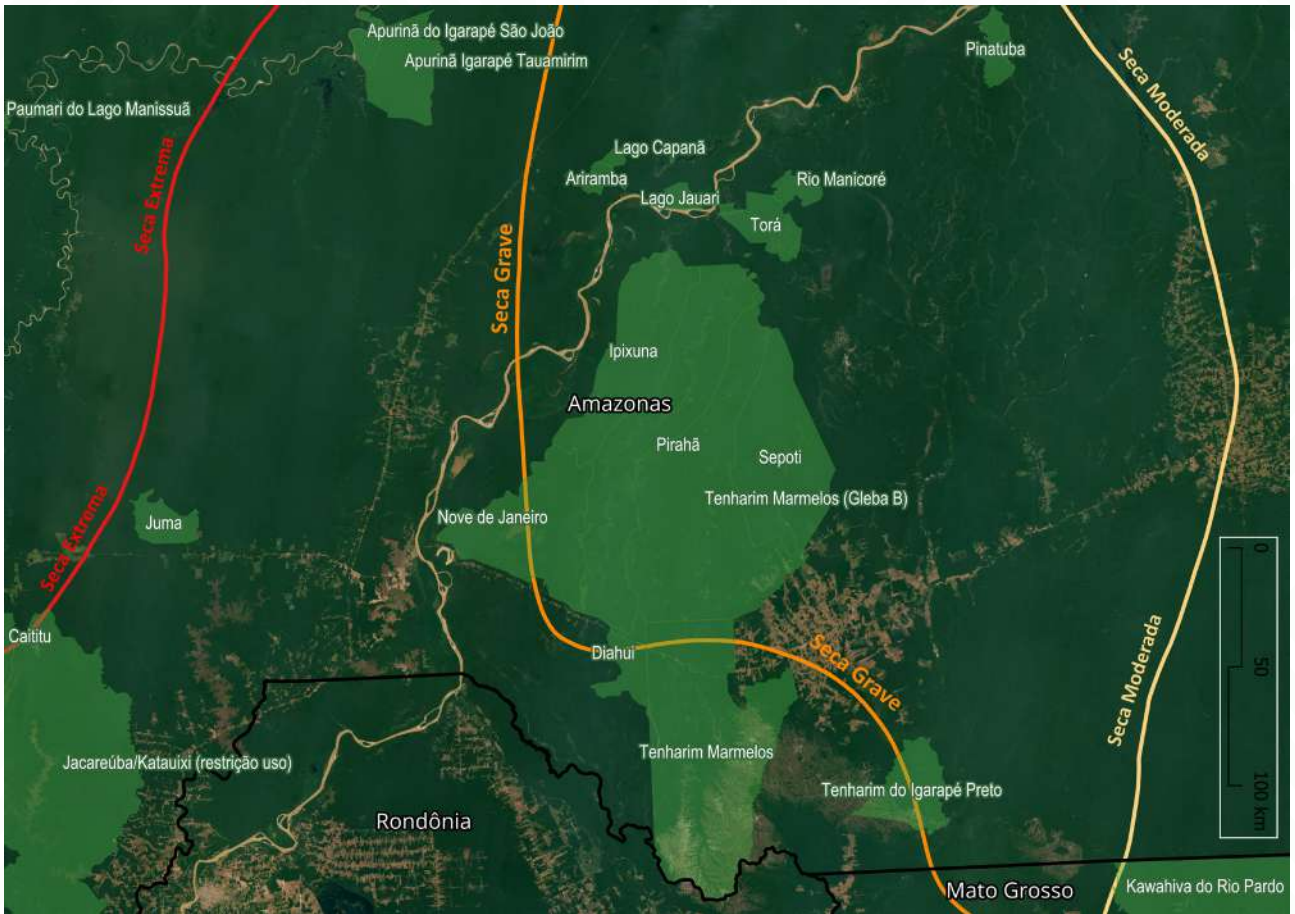 Apurinã do Igarapé São João
Apurinã Igarapé Tauamirim
Pinatuba
Seca Moderada
Paumari do Lago Manissuã
Seca Extrema
Lago Capanã
Ariramba
Lago Jauari
Rio Manicoré
Torá
Seca Grave
Ipixuna
Amazonas
Pirahã
Sepoti
Tenharim Marmelos (Gleba B)
Nove de Janeiro
Juma
Seca Extrema
0
50
100 km
Caititu
Diahui
Seca Grave
Seca Moderada
Jacareúba/Katauixi (restrição uso)
Tenharim Marmelos
Tenharim do Igarapé Preto
Rondônia
Mato Grosso
Kawahiva do Rio Pardo